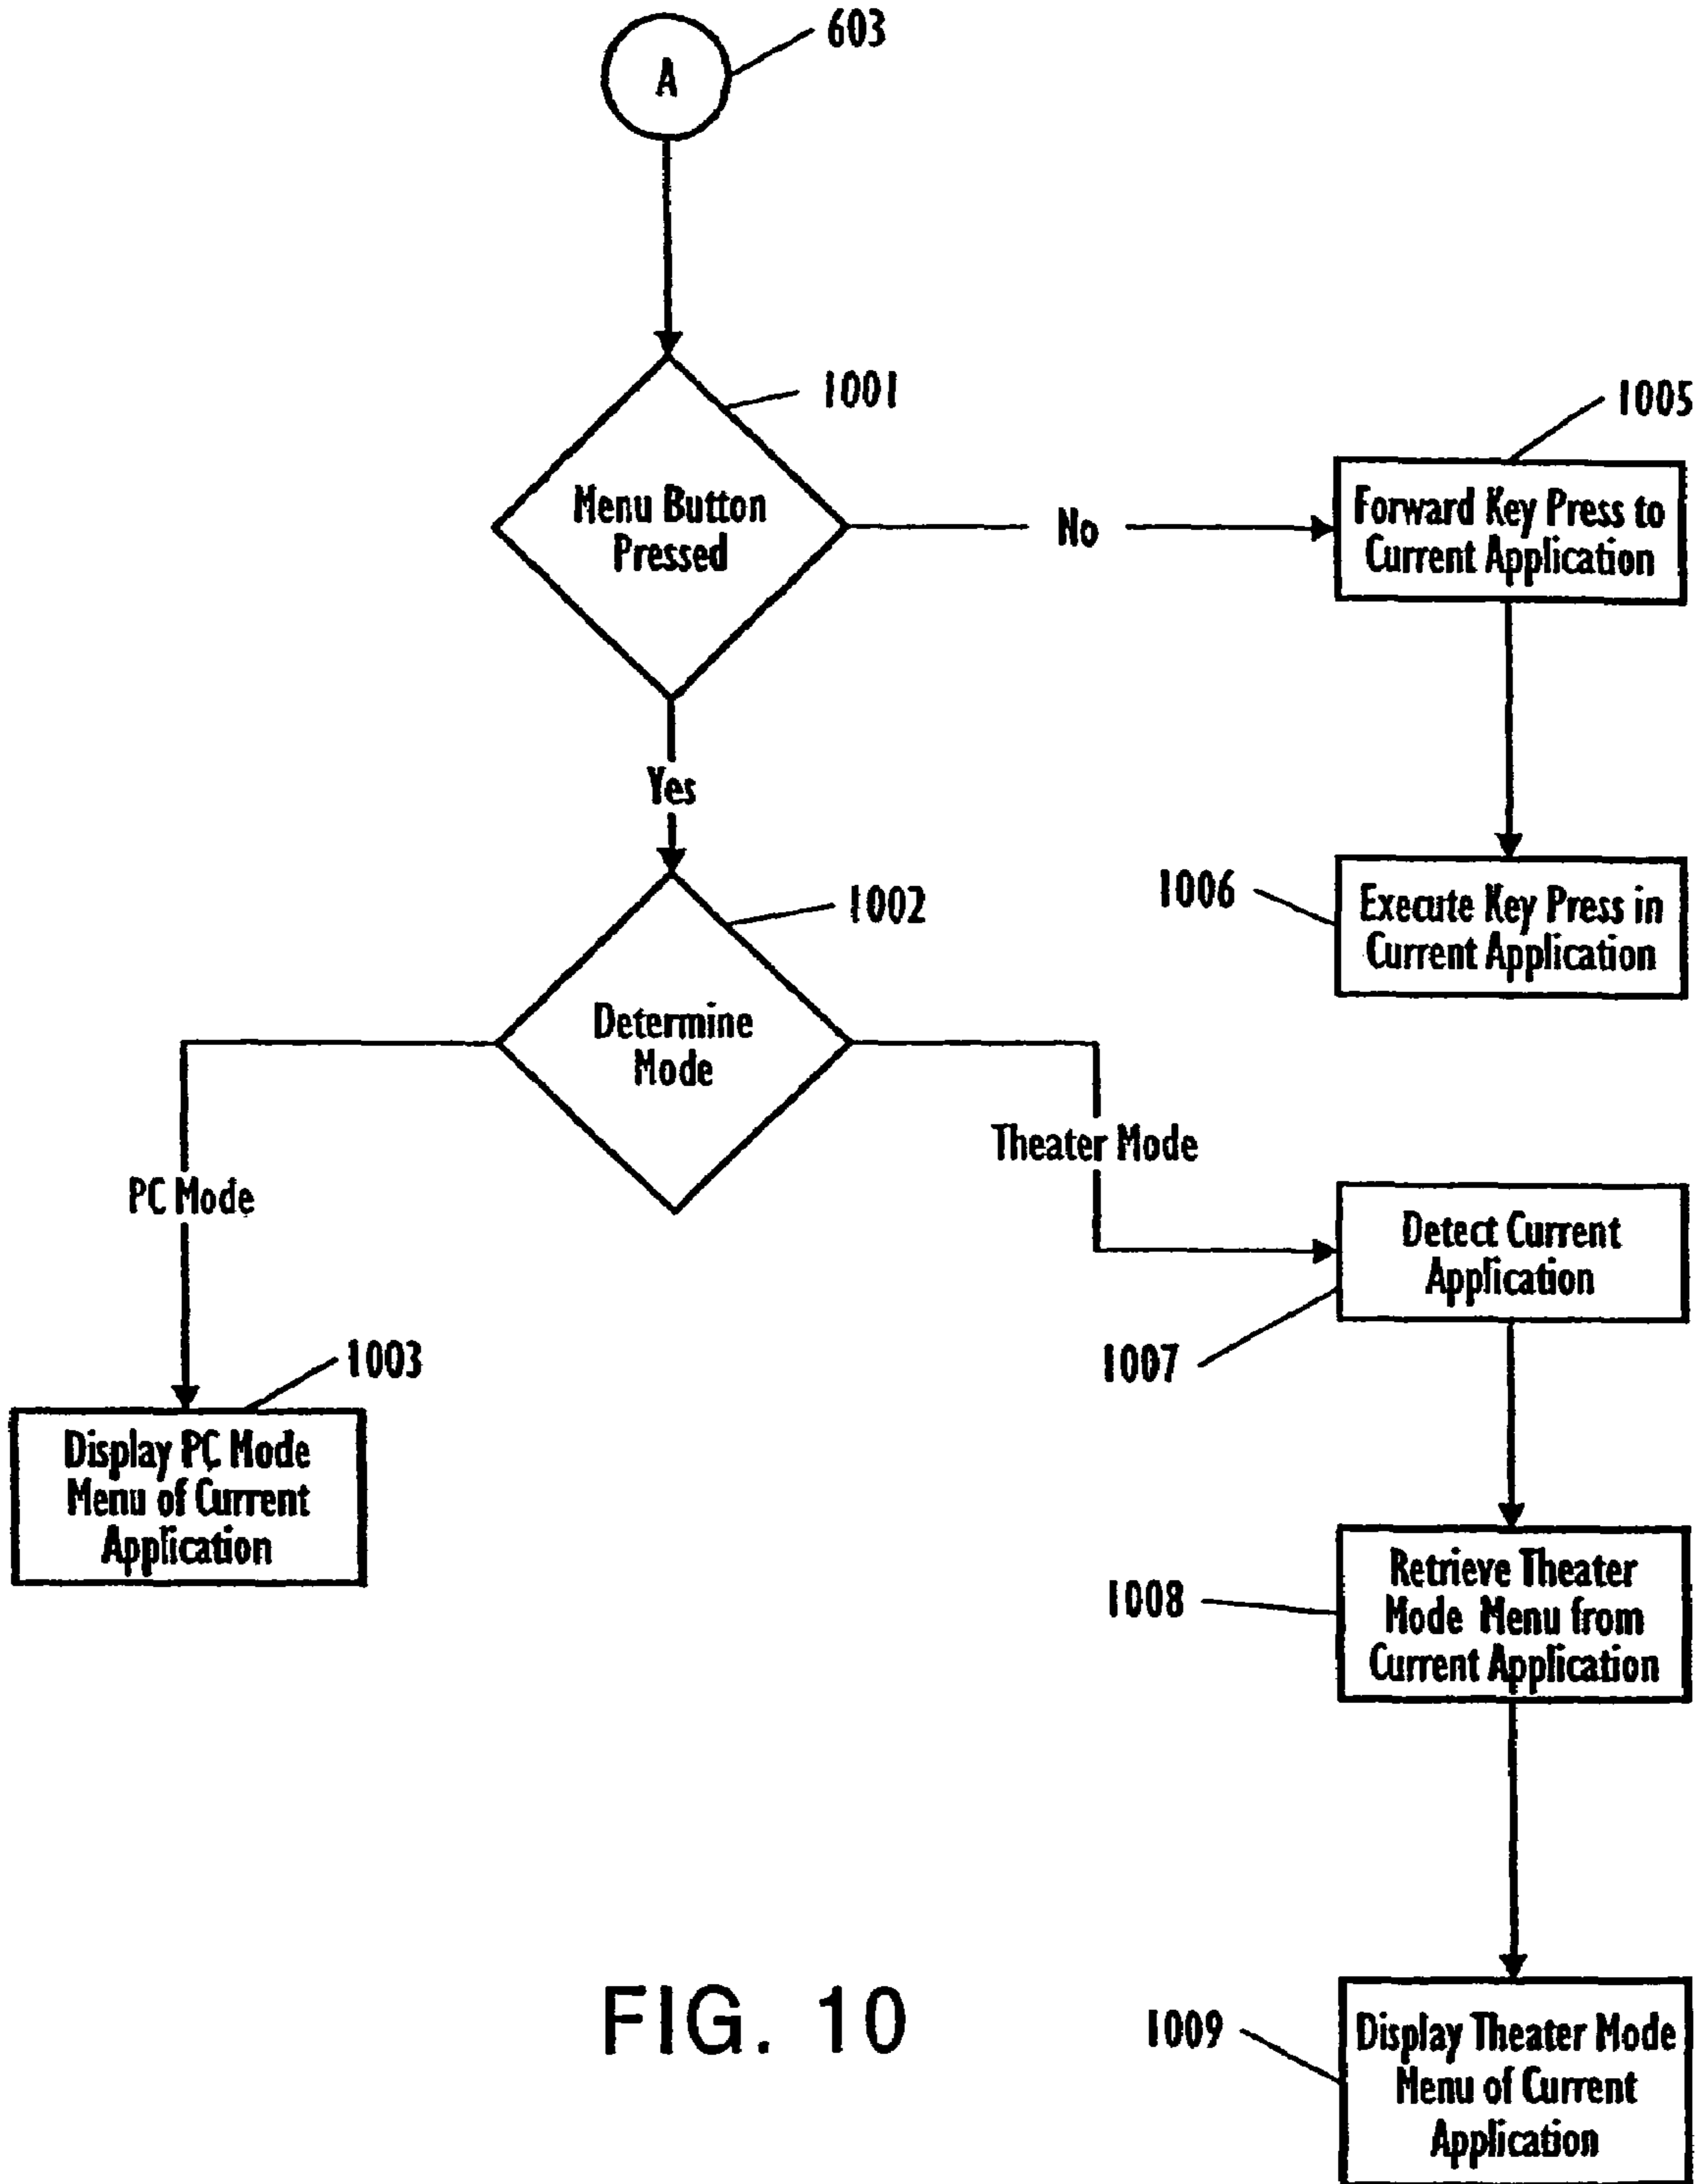 603
A
1001
1005
Menu Button
Pressed
No
Forward Key Press to
Current Application
Yes
1002
1006
Execute Key Press in
Current Application
Determine
Mode
Theater Mode
PC Mode
Detect Current
Application
1003
1007
Display PC Mode
Menu of Current
Application
1008
Retrieve Theater
Mode Menu from
Current Application
FIG. 10
1009
Display Theater Mode
Menu of Current
Application